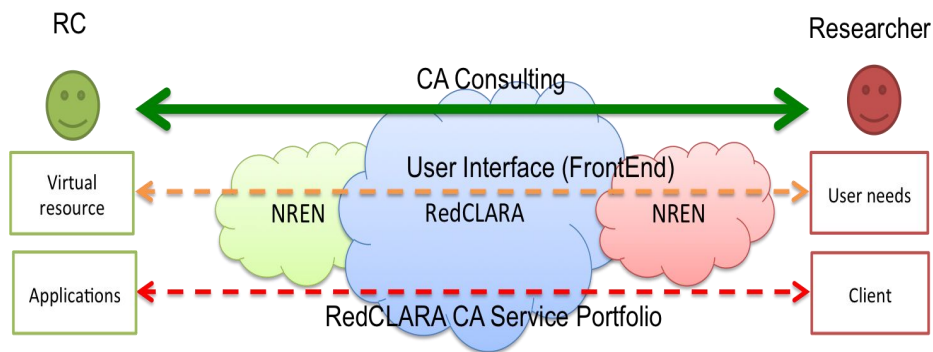 RC
Researcher
CA Consulting
User Interface (FrontEnd)
Virtual
resource
NREN
RedCLARA
NREN
User needs
Applications
Client
RedCLARA CA Service Portfolio